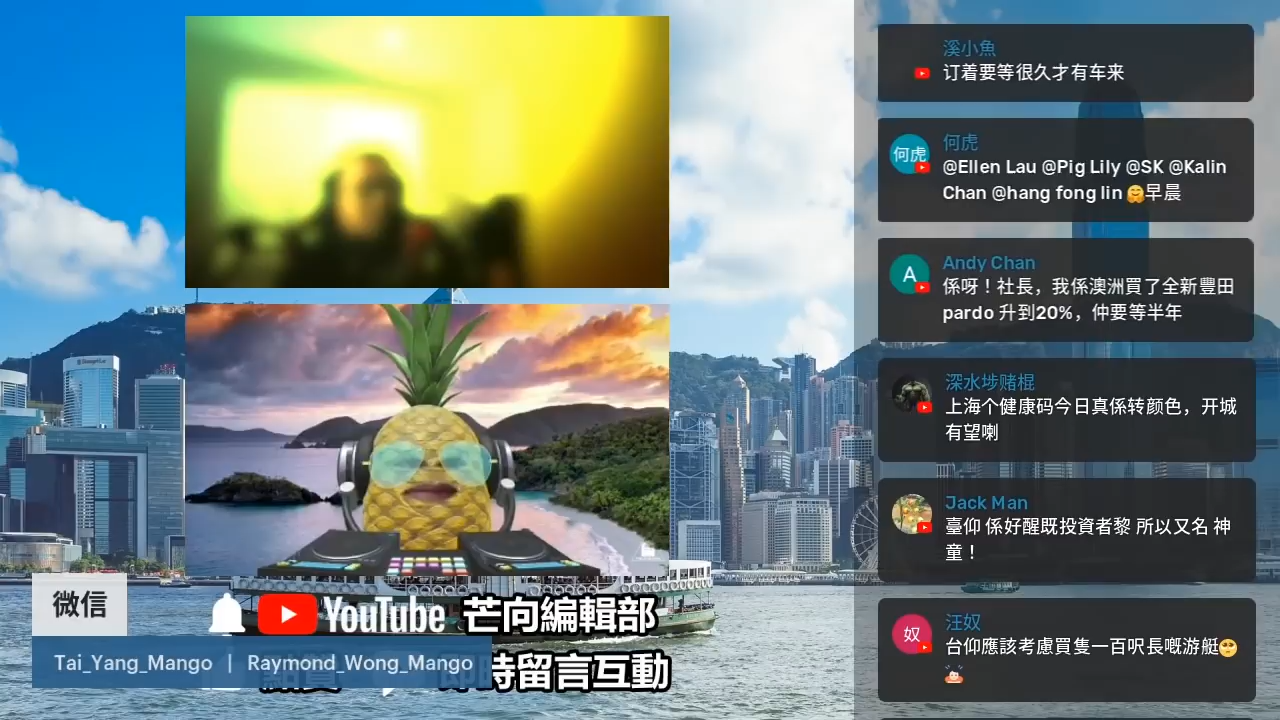 溪小魚
订着要等很久才有车来
何虎
何虎
@Ellen Lau @Pig Lily @SK @Kalin
Chan @hang fong lin 🤗早晨
A
Andy Chan
係呀！社長，我係澳洲買了全新豐田
pardo 升到20%，仲要等半年
深水埗赌棍
上海个健康码今日真係转颜色，开城
有望喇
Jack Man
臺仰 係好醒既投資者黎 所以又名 神
童！
奴
汪奴
台仰應該考慮買隻一百呎長嘅游艇
微信
YouTube 芒向編輯部
Tai_Yang_Mango | Raymond_Wong_Mango
即時留言互動